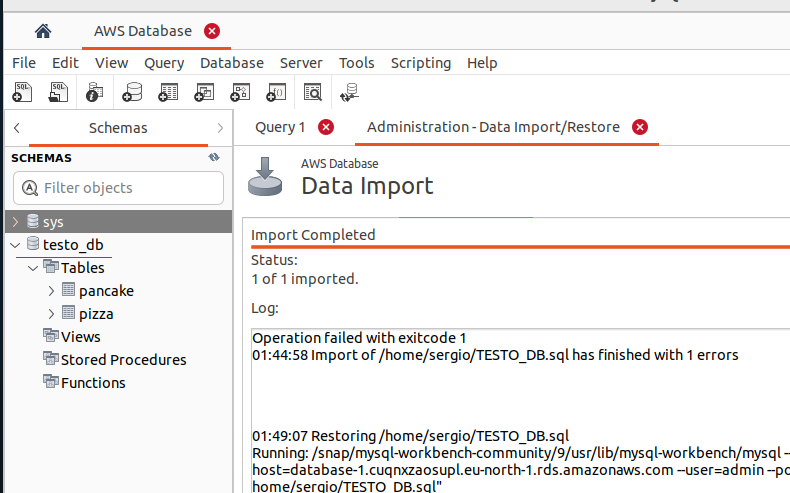 AWS Database
File Edit View Query Database Server Tools Scripting Help
Schemas
Query 1
Administration - Data Import/Restore
SCHEMAS
Filter objects
sys
testo_db
Tables
pancake
pizza
Views
Stored Procedures
Functions
AWS Database
Data Import
Import Completed
Status:
1 of 1 imported.
Log:
Operation failed with exitcode 1
01:44:58 Import of /home/sergio/TESTO_DB.sql has finished with 1 errors
01:49:07 Restoring /home/sergio/TESTO_DB.sql
Running: /snap/mysql-workbench-community/9/usr/lib/mysql-workbench/mysql --
host=database-1.cuqnxzaosupl.eu-north-1.rds.amazonaws.com --user=admin --po
home/sergio/TESTO_DB.sql"